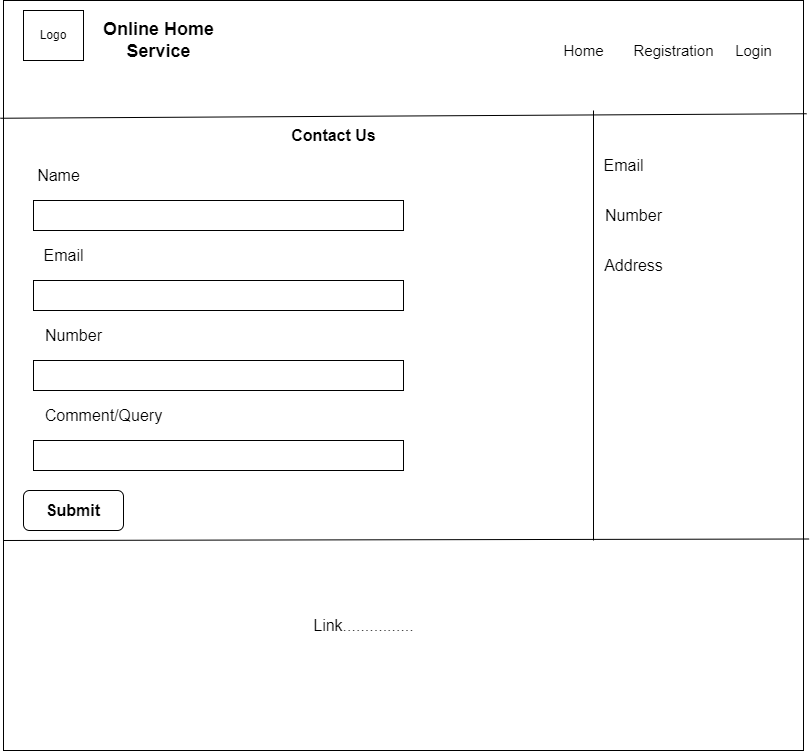 Logo
Online Home
Service
Home Registration Login
Contact Us
Name
Email
Number
Comment/Query
Submit
Email
Number
Address
Link................